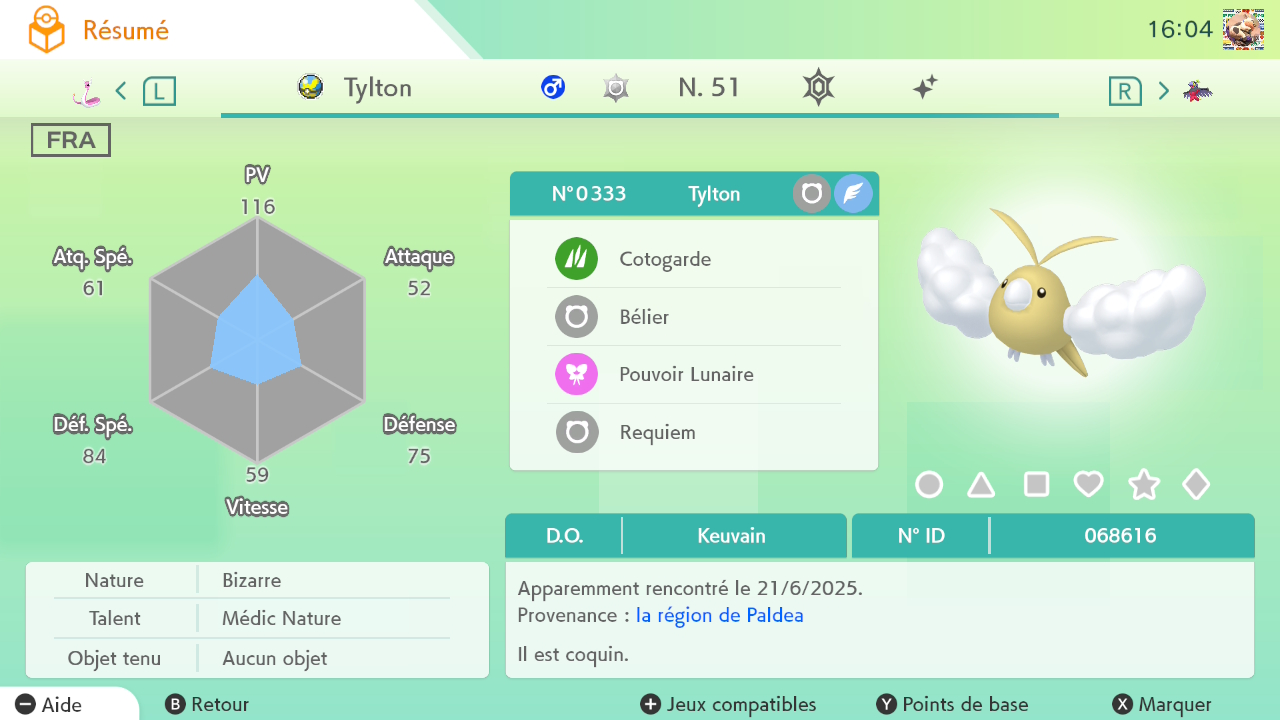 Résumé
16:04
L
Tylton
N. 51
R
FRA
PV
116
Atq. Spé.
61
Attaque
52
Déf. Spé.
84
Défense
75
59
Vitesse
N° 0333 Tylton
Cotogarde
Bélier
Pouvoir Lunaire
Requiem
D.O. Keuvain
N° ID 068616
Apparemment rencontré le 21/6/2025.
Provenance : la région de Paldea
Il est coquin.
Nature Bizarre
Talent Médic Nature
Objet tenu Aucun objet
Aide
B Retour
Jeux compatibles
Y Points de base
X Marquer